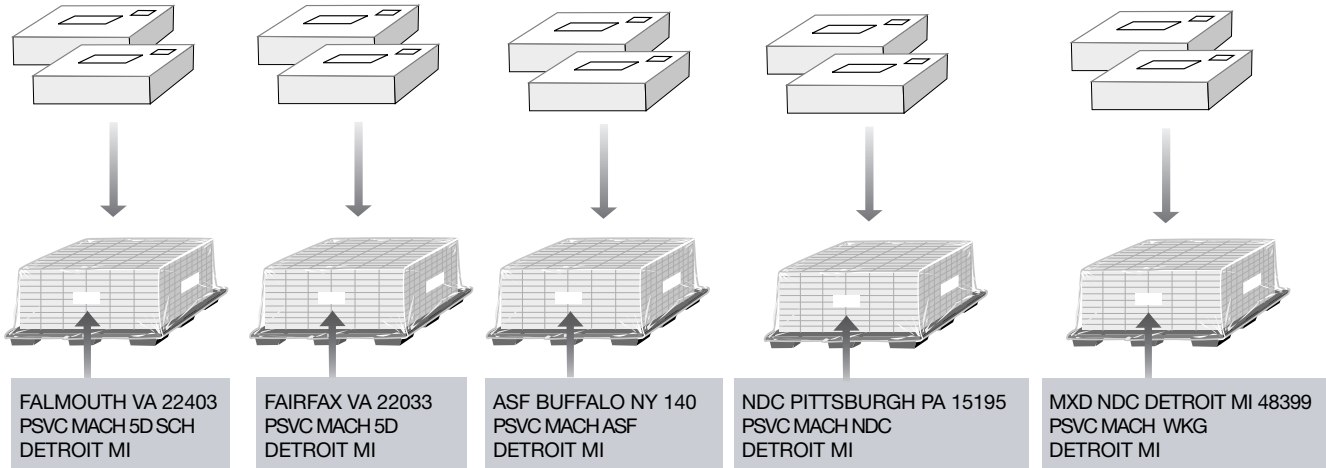 FALMOUTH VA 22403
PSVC MACH 5D SCH
DETROIT MI
FAIRFAX VA 22033
PSVC MACH 5D
DETROIT MI
ASF BUFFALO NY 140
PSVC MACH ASF
DETROIT MI
NDC PITTSBURGH PA 15195
PSVC MACH NDC
DETROIT MI
MXD NDC DETROIT MI 48399
PSVC MACH WKG
DETROIT MI